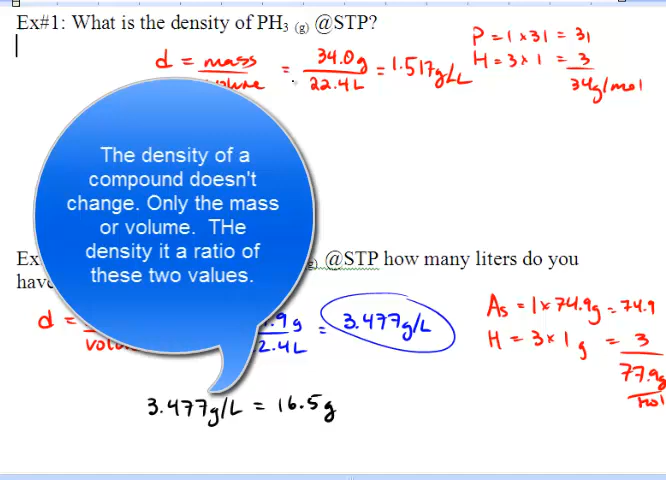 Ex#1: What is the density of PH3 (g) @STP?
P = 1 x 31 = 31
H = 3 x 1 = 3
34g/mol
d = mass = 34.0g = 1.517g/L
22.4L
The density of a
compound doesn't
change. Only the mass
or volume. THe
density it a ratio of
these two values.
Ex
@STP how many liters do you
have
As = 1 x 74.9g = 74.9
H = 3 x 1g = 3
77.9g
mol
d =
.9g = 3.477g/L
2.4L
3.477g/L = 16.5g